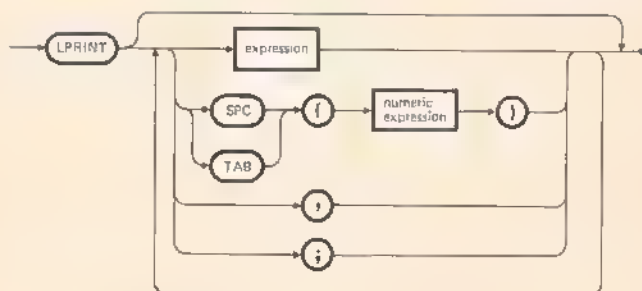 LPRINT
expression
SPC
(
numeric
expression
)
TAB
,
;